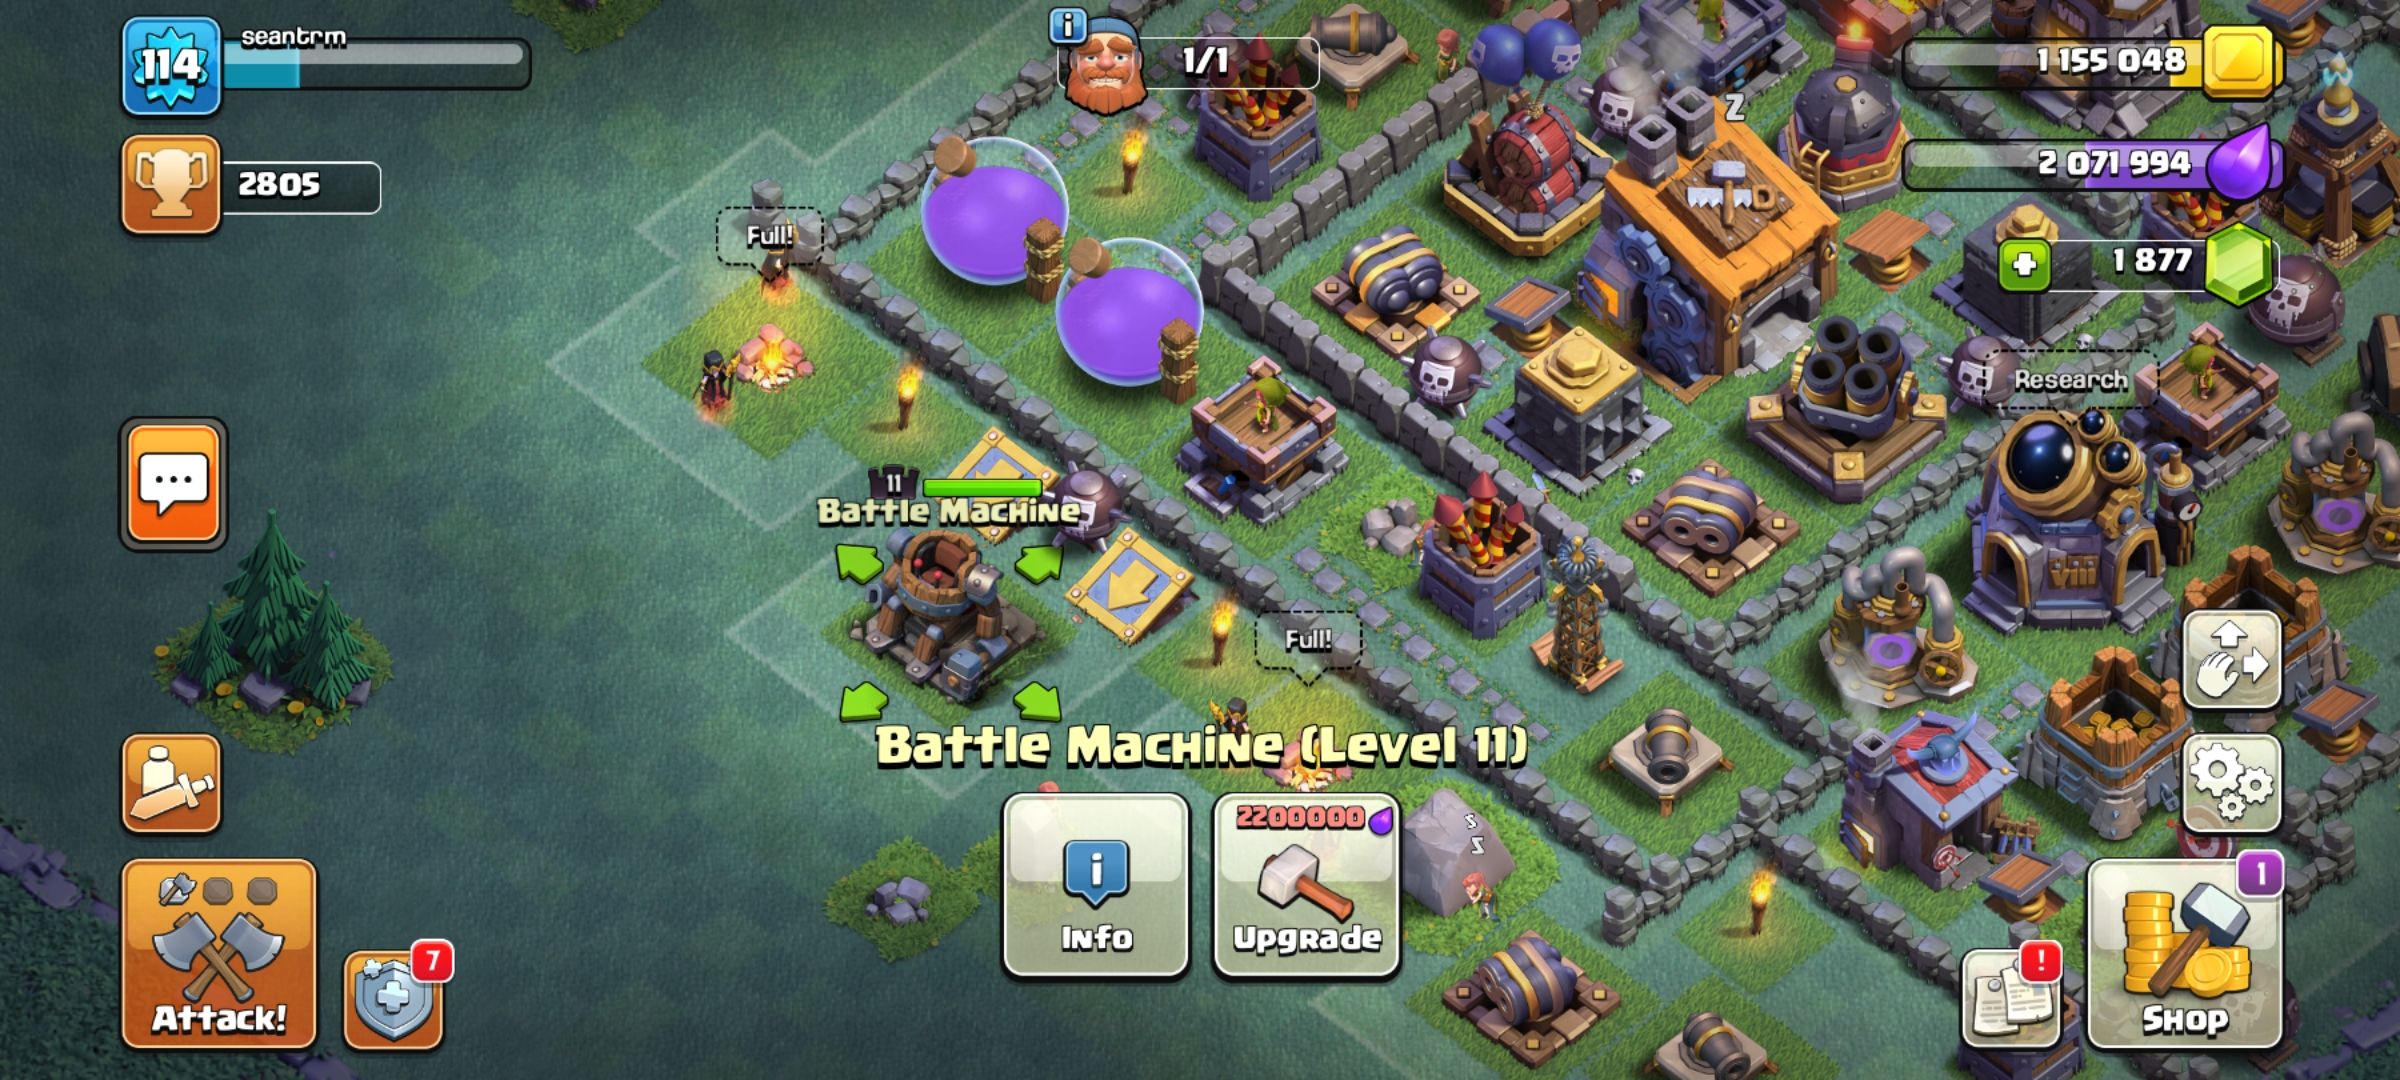 114
seantrm
1/1
1 155 048
2805
2 071 994
Full!
1 877
Z
Research
11
Battle Machine
Full!
VIII
Battle Machine (Level 11)
2200000
Info
Upgrade
Z
Z
1
7
!
Attack!
Shop